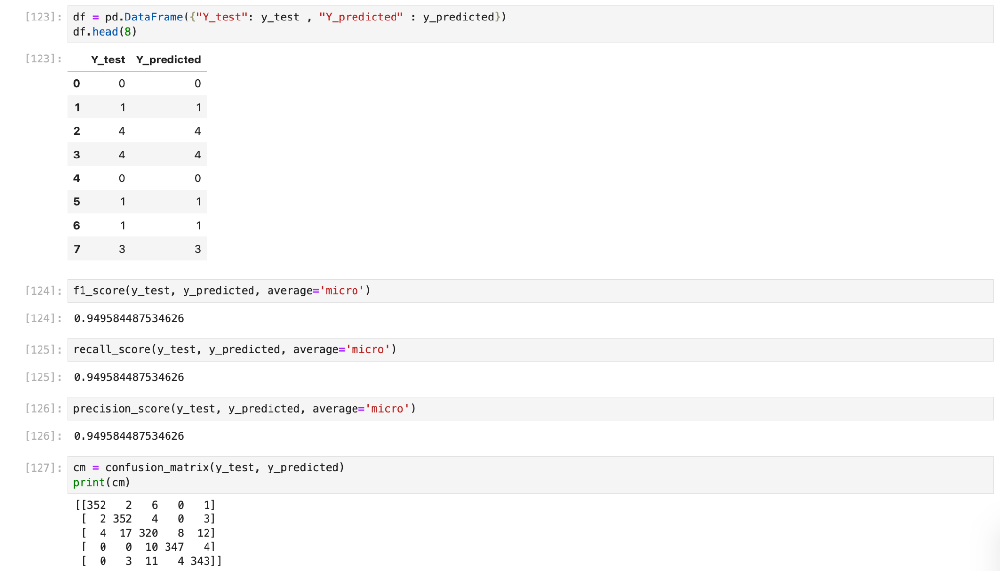 [123]: df = pd.DataFrame({"Y_test": y_test , "Y_predicted" : y_predicted})
df.head(8)
[123]: Y_test Y_predicted
0 0 0
1 1 1
2 4 4
3 4 4
4 0 0
5 1 1
6 1 1
7 3 3
[124]: f1_score(y_test, y_predicted, average='micro')
[124]: 0.949584487534626
[125]: recall_score(y_test, y_predicted, average='micro')
[125]: 0.949584487534626
[126]: precision_score(y_test, y_predicted, average='micro')
[126]: 0.949584487534626
[127]: cm = confusion_matrix(y_test, y_predicted)
print(cm)
[[352   2   6   0   1]
 [  2 352   4   0   3]
 [  4  17 320   8  12]
 [  0   0  10 347   4]
 [  0   3  11   4 343]]